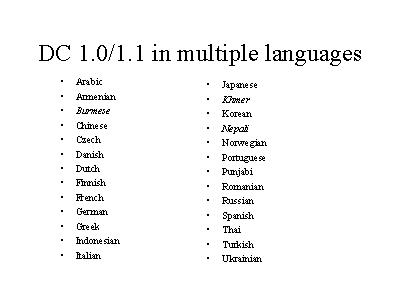 DC 1.0/1.1 in multiple languages
• Arabic
• Armenian
• Burmese
• Chinese
• Czech
• Danish
• Dutch
• Finnish
• French
• German
• Greek
• Indonesian
• Italian
• Japanese
• Khmer
• Korean
• Nepali
• Norwegian
• Portuguese
• Punjabi
• Romanian
• Russian
• Spanish
• Thai
• Turkish
• Ukrainian